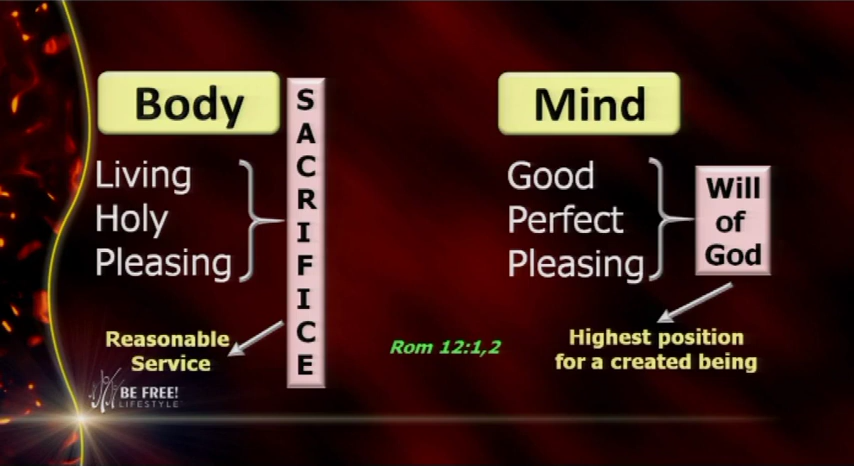 Body
Living
Holy
Pleasing
S
A
C
R
I
F
I
C
E
Reasonable
Service
Mind
Good
Perfect
Pleasing
Will
of
God
Highest position
for a created being
Rom 12:1,2
BE FREE!
LIFESTYLE